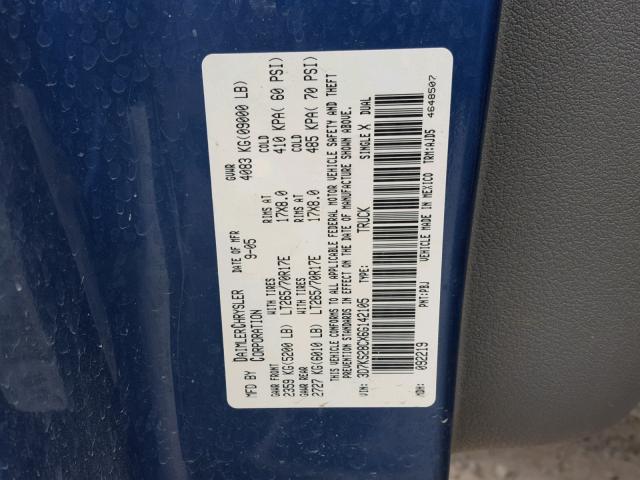 MFD BY DAIMLERCHRYSLER CORPORATION
DATE OF MFR 9-05
GVWR 4083 KG(09000 LB)
GAWR FRONT WITH TIRES RIMS AT COLD
2359 KG(5200 LB) LT265/70R17E 17X8.0 410 KPA( 60 PSI)
GAWR REAR WITH TIRES RIMS AT COLD
2727 KG(6010 LB) LT265/70R17E 17X8.0 485 KPA( 70 PSI)
THIS VEHICLE CONFORMS TO ALL APPLICABLE FEDERAL MOTOR VEHICLE SAFETY AND THEFT
PREVENTION STANDARDS IN EFFECT ON THE DATE OF MANUFACTURE SHOWN ABOVE.
VIN: 3D7KS28CX6G142105 TYPE: TRUCK SINGLE X DUAL
MDH: 092219 PNT:PBJ VEHICLE MADE IN MEXICO TRM:AJD5
4648507